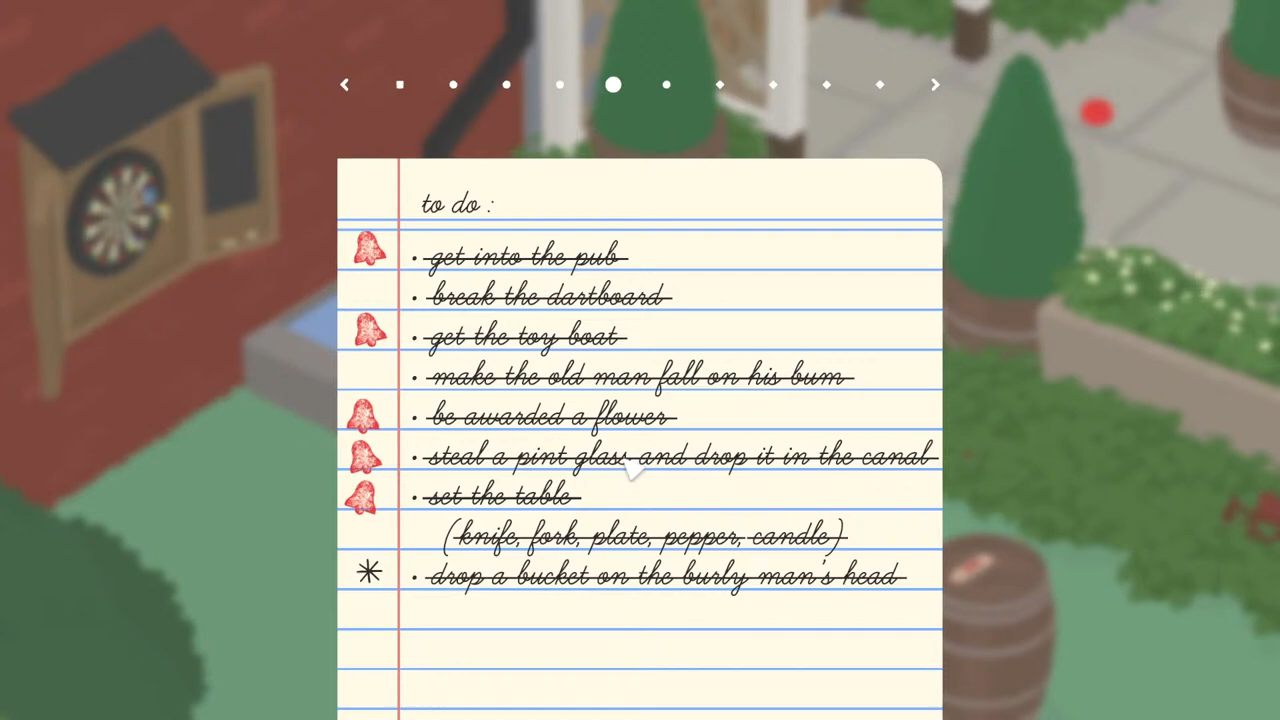 to do :
• get into the pub
• break the dartboard
• get the toy boat
• make the old man fall on his bum
• be awarded a flower
• steal a pint glass and drop it in the canal
• set the table
(knife, fork, plate, pepper, candle)
• drop a bucket on the burly man's head